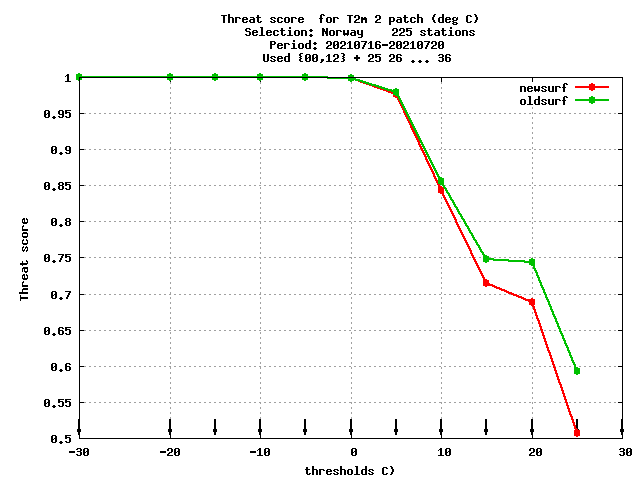 Threat score  for T2m 2 patch (deg C)
Selection: Norway    225 stations
Period: 20210716-20210720
Used {00,12} + 25 26 ... 36
newsurf
oldsurf
1
0.95
0.9
0.85
0.8
0.75
0.7
0.65
0.6
0.55
0.5
Threat score
-30
-20
-10
0
10
20
30
thresholds C)